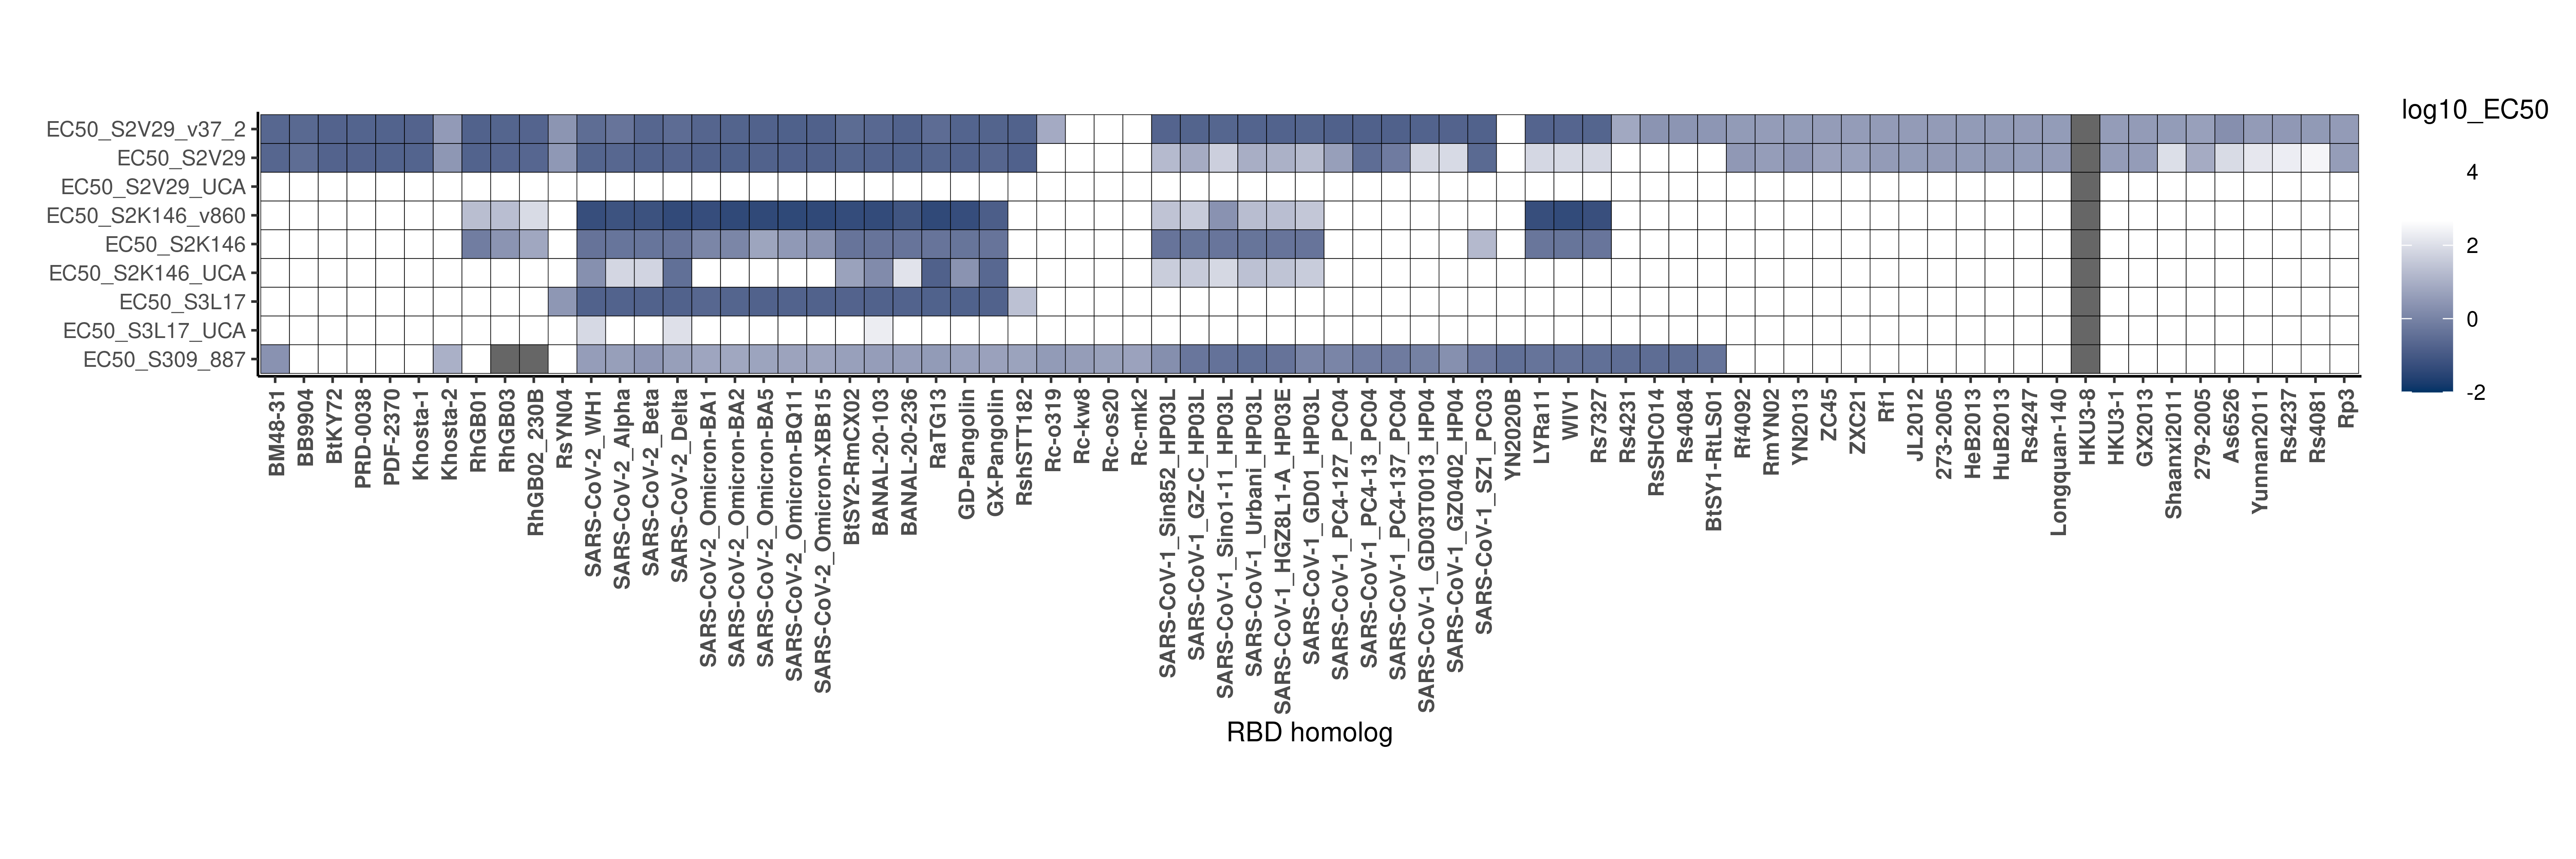 log10_EC50
4
2
0
-2
EC50_S2V29_v37_2
EC50_S2V29
EC50_S2V29_UCA
EC50_S2K146_v860
EC50_S2K146
EC50_S2K146_UCA
EC50_S3L17
EC50_S3L17_UCA
EC50_S309_887
BM48-31
BB9904
BtKY72
PRD-0038
PDF-2370
Khosta-1
Khosta-2
RhGB01
RhGB03
RhGB02_230B
RsYN04
SARS-CoV-2_WH1
SARS-CoV-2_Alpha
SARS-CoV-2_Beta
SARS-CoV-2_Delta
SARS-CoV-2_Omicron-BA1
SARS-CoV-2_Omicron-BA2
SARS-CoV-2_Omicron-BA5
SARS-CoV-2_Omicron-BQ11
SARS-CoV-2_Omicron-XBB15
BtSY2-RmCX02
BANAL-20-103
BANAL-20-236
RaTG13
GD-Pangolin
GX-Pangolin
RshSTT182
Rc-o319
Rc-kw8
Rc-os20
Rc-mk2
SARS-CoV-1_Sin852_HP03L
SARS-CoV-1_GZ-C_HP03L
SARS-CoV-1_Sino1-11_HP03L
SARS-CoV-1_Urbani_HP03L
SARS-CoV-1_HGZ8L1-A_HP03E
SARS-CoV-1_GD01_HP03L
SARS-CoV-1_PC4-127_PC04
SARS-CoV-1_PC4-13_PC04
SARS-CoV-1_PC4-137_PC04
SARS-CoV-1_GD03T0013_HP04
SARS-CoV-1_GZ0402_HP04
SARS-CoV-1_SZ1_PC03
YN2020B
LYRa11
WIV1
Rs7327
Rs4231
RsSHC014
Rs4084
BtSY1-RtLS01
Rf4092
RmYN02
YN2013
ZC45
ZXC21
Rf1
JL2012
273-2005
HeB2013
HuB2013
Rs4247
Longquan-140
HKU3-8
HKU3-1
GX2013
Shaanxi2011
279-2005
As6526
Yunnan2011
Rs4237
Rs4081
Rp3
RBD homolog